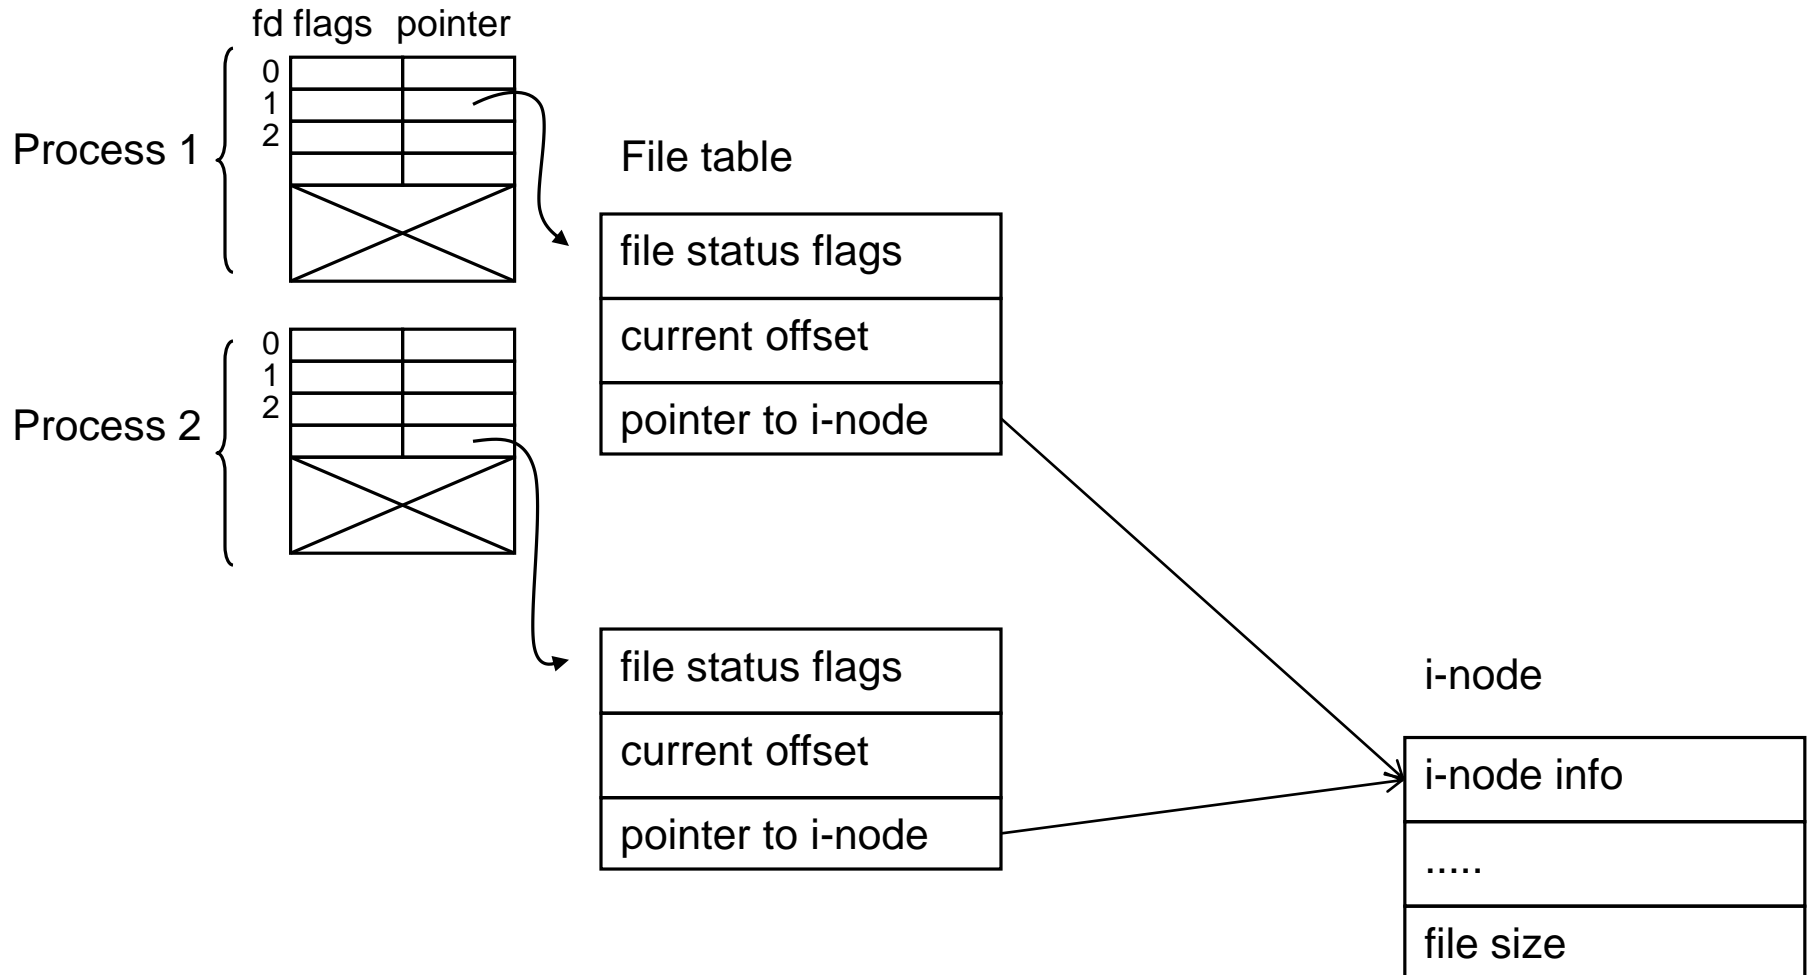 fd flags pointer
0
1
2
Process 1
File table
file status flags
current offset
pointer to i-node
0
1
2
Process 2
file status flags
current offset
pointer to i-node
i-node
i-node info
.....
file size